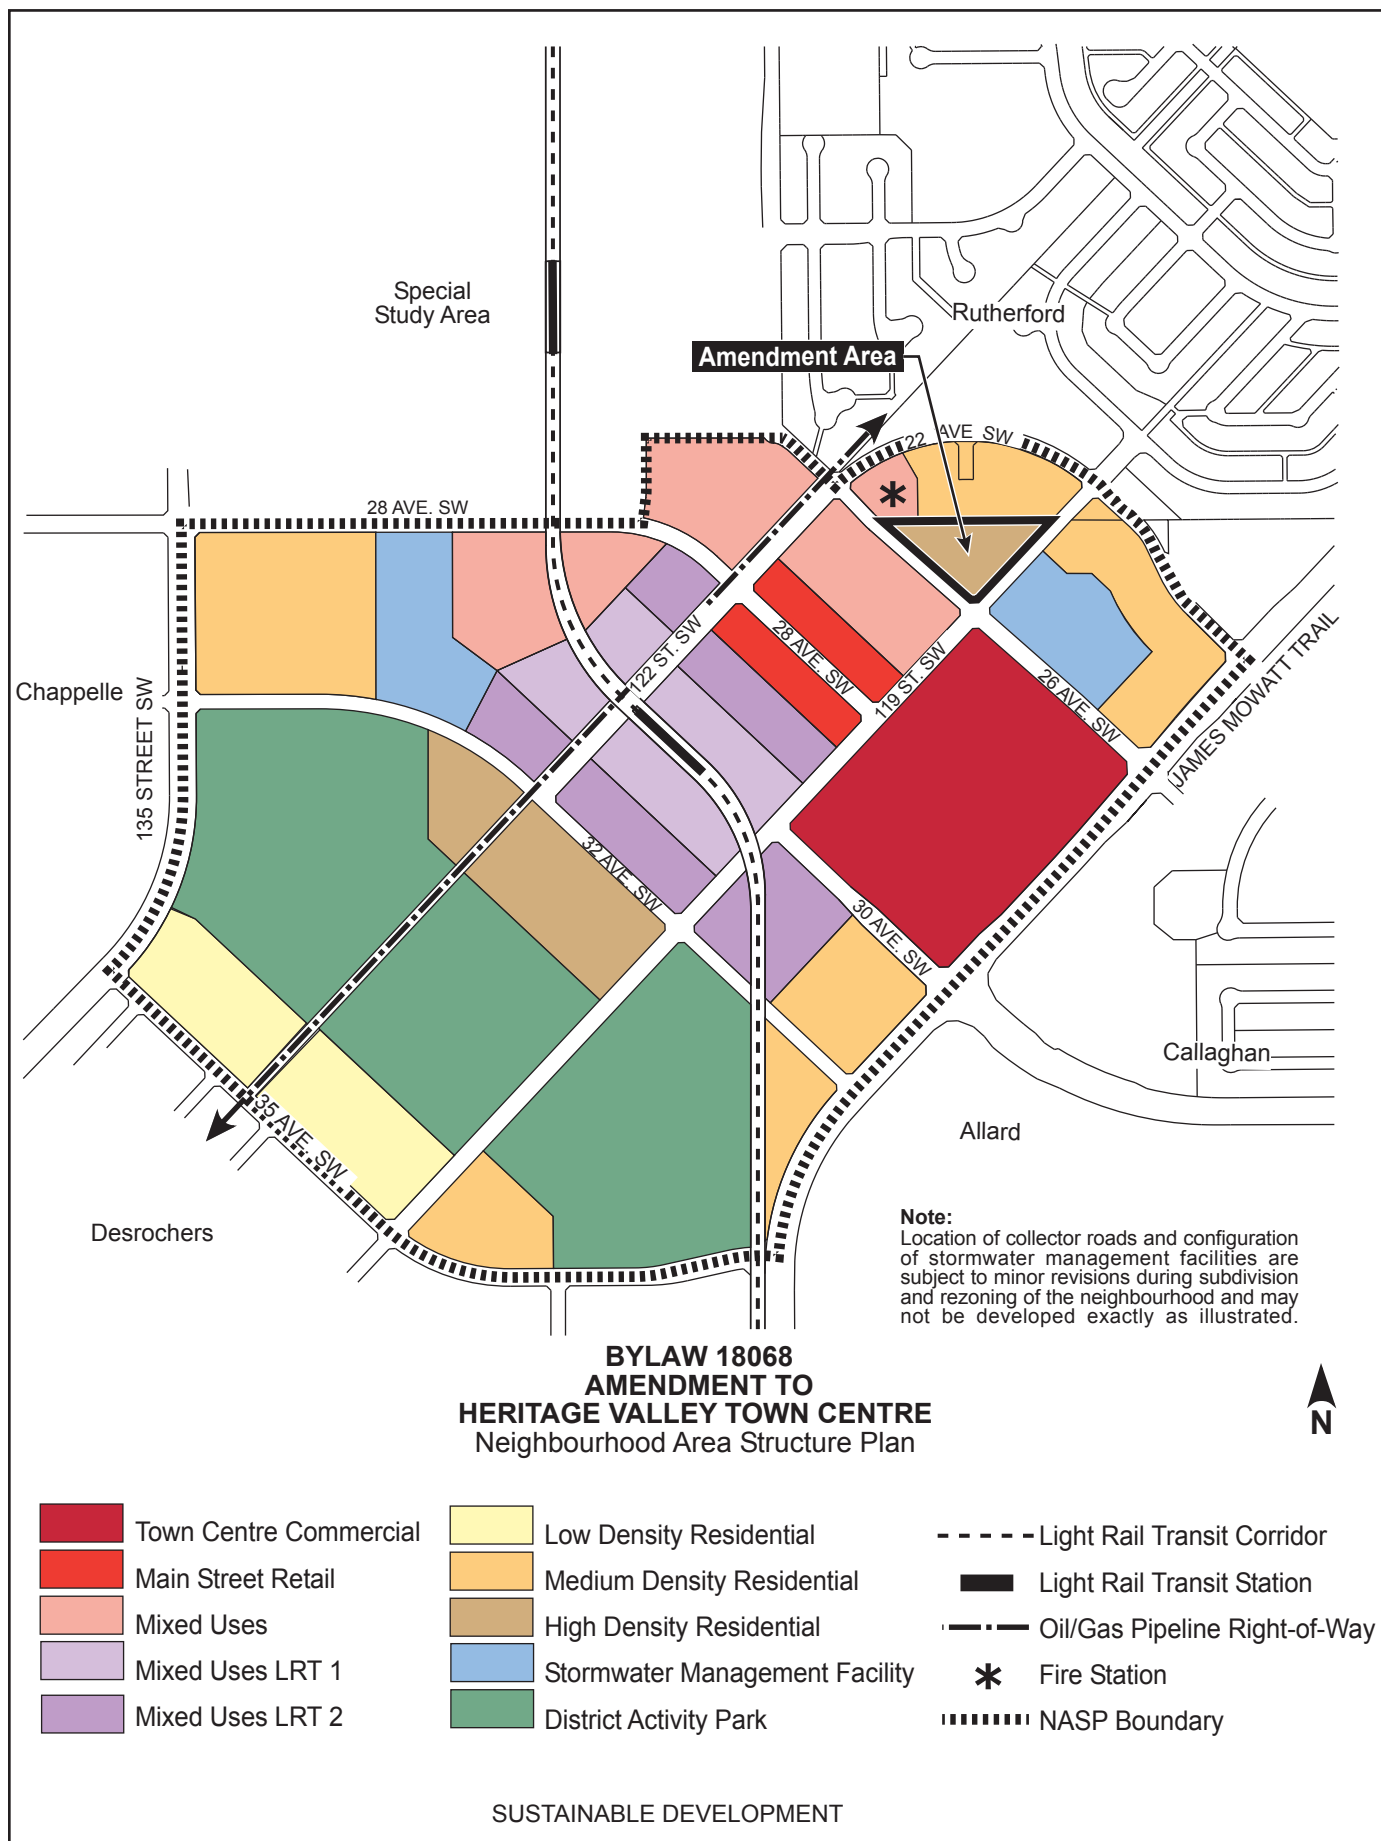 Special
Study Area
Rutherford
Amendment Area
22 AVE SW
28 AVE. SW
122 ST. SW
28 AVE. SW
119 ST. SW
26 AVE. SW
JAMES MOWATT TRAIL
Chappelle
135 STREET SW
32 AVE. SW
30 AVE. SW
35 AVE. SW
Callaghan
Allard
Desrochers
Note:
Location of collector roads and configuration
of stormwater management facilities are
subject to minor revisions during subdivision
and rezoning of the neighbourhood and may
not be developed exactly as illustrated.
BYLAW 18068
AMENDMENT TO
HERITAGE VALLEY TOWN CENTRE
Neighbourhood Area Structure Plan
N
Town Centre Commercial
Main Street Retail
Mixed Uses
Mixed Uses LRT 1
Mixed Uses LRT 2
Low Density Residential
Medium Density Residential
High Density Residential
Stormwater Management Facility
District Activity Park
Light Rail Transit Corridor
Light Rail Transit Station
Oil/Gas Pipeline Right-of-Way
Fire Station
NASP Boundary
SUSTAINABLE DEVELOPMENT